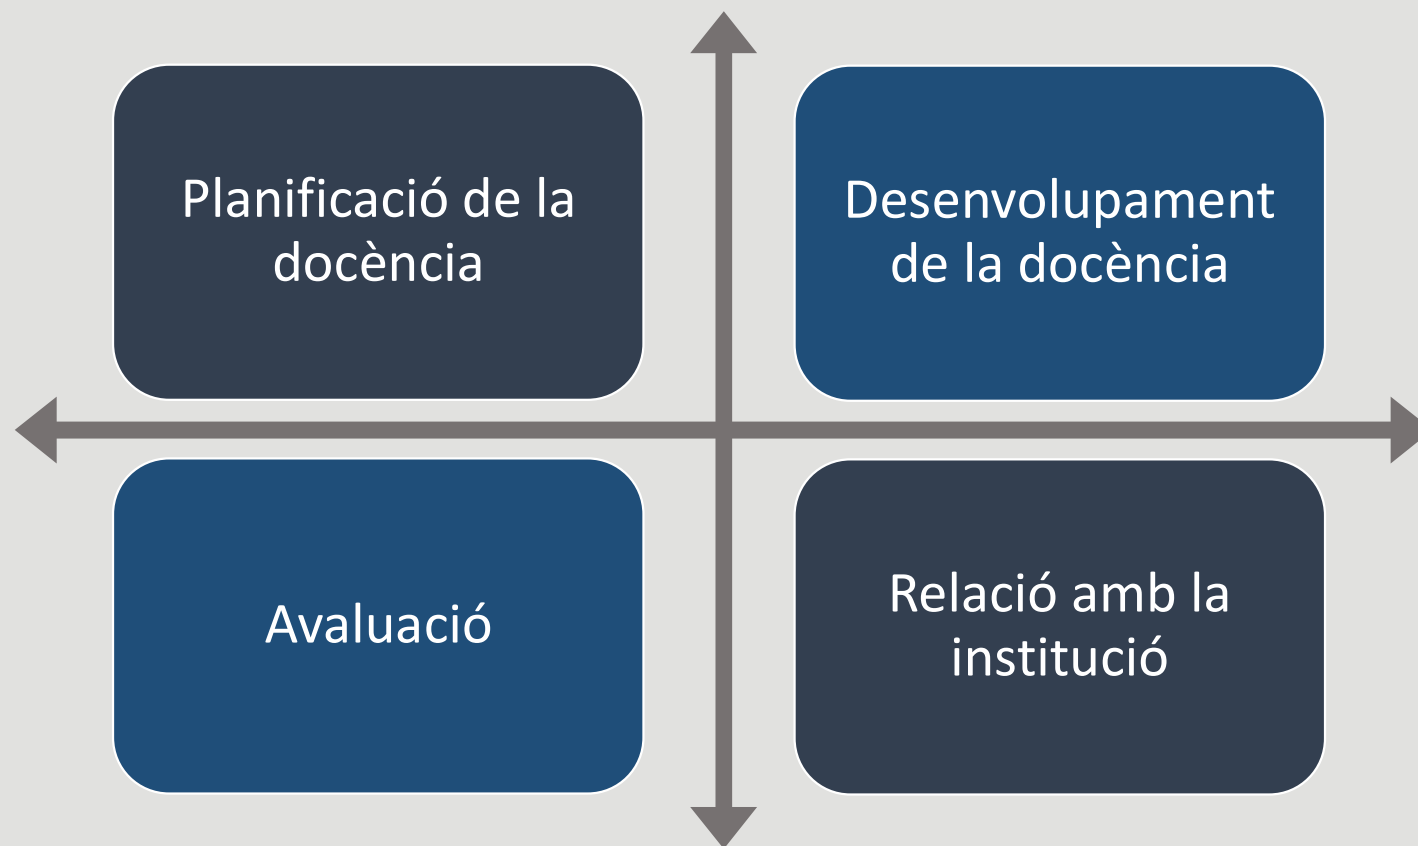 Planificació de la
docència
Desenvolupament
de la docència
Avaluació
Relació amb la
institució